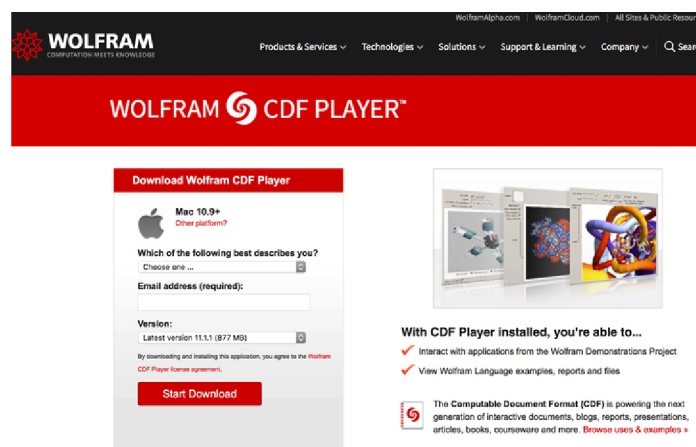 WolframAlpha.com | WolframCloud.com | All Sites & Public Resour
WOLFRAM
COMPUTATION MEETS KNOWLEDGE
Products & Services Technologies Solutions Support & Learning Company Sear
WOLFRAM CDF PLAYER™
Download Wolfram CDF Player
Mac 10.9+
Other platform?
Which of the following best describes you?
Choose one ...
Email address (required):
Version:
Latest version 11.1.1 (877 MB)
By downloading and installing this application, you agree to the Wolfram
CDF Player license agreement.
Start Download
With CDF Player installed, you're able to...
Interact with applications from the Wolfram Demonstrations Project
View Wolfram Language examples, reports and files
The Computable Document Format (CDF) is powering the next
generation of interactive documents, blogs, reports, presentations,
articles, books, courseware and more. Browse uses & examples »